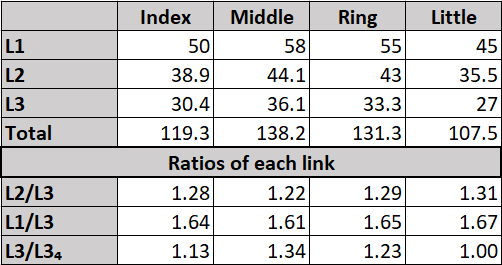 Index Middle Ring Little
L1 50 58 55 45
L2 38.9 44.1 43 35.5
L3 30.4 36.1 33.3 27
Total 119.3 138.2 131.3 107.5
Ratios of each link
L2/L3 1.28 1.22 1.29 1.31
L1/L3 1.64 1.61 1.65 1.67
L3/L3₄ 1.13 1.34 1.23 1.00